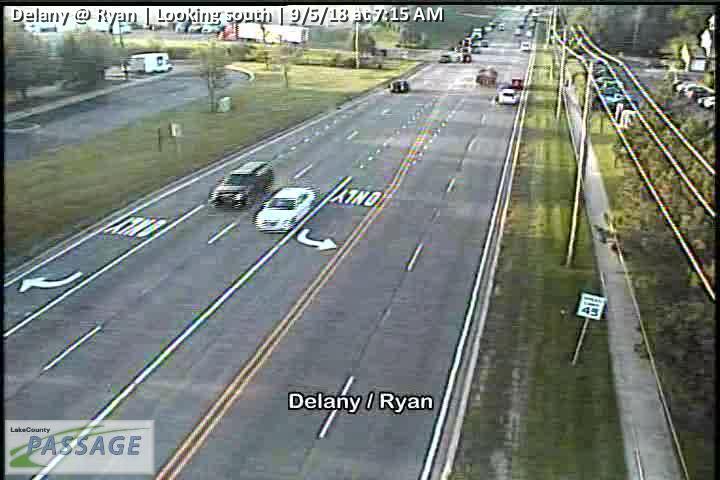 Delany @ Ryan | Looking south | 9/5/18 at 7:15 AM
ONLY
ONLY
SPEED
LIMIT
45
Delany / Ryan
LakeCounty
PASSAGE